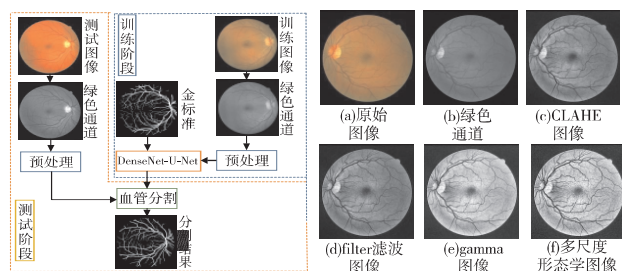 测试图像
训练阶段
训练图像
绿色通道
金标准
绿色通道
预处理
DenseNet-U-Net
预处理
血管分割
测试阶段
分割结果
(a)原始
图像
(b)绿色
通道
(c)CLAHE
图像
(d)filter滤波
图像
(e)gamma
图像
(f)多尺度
形态学图像